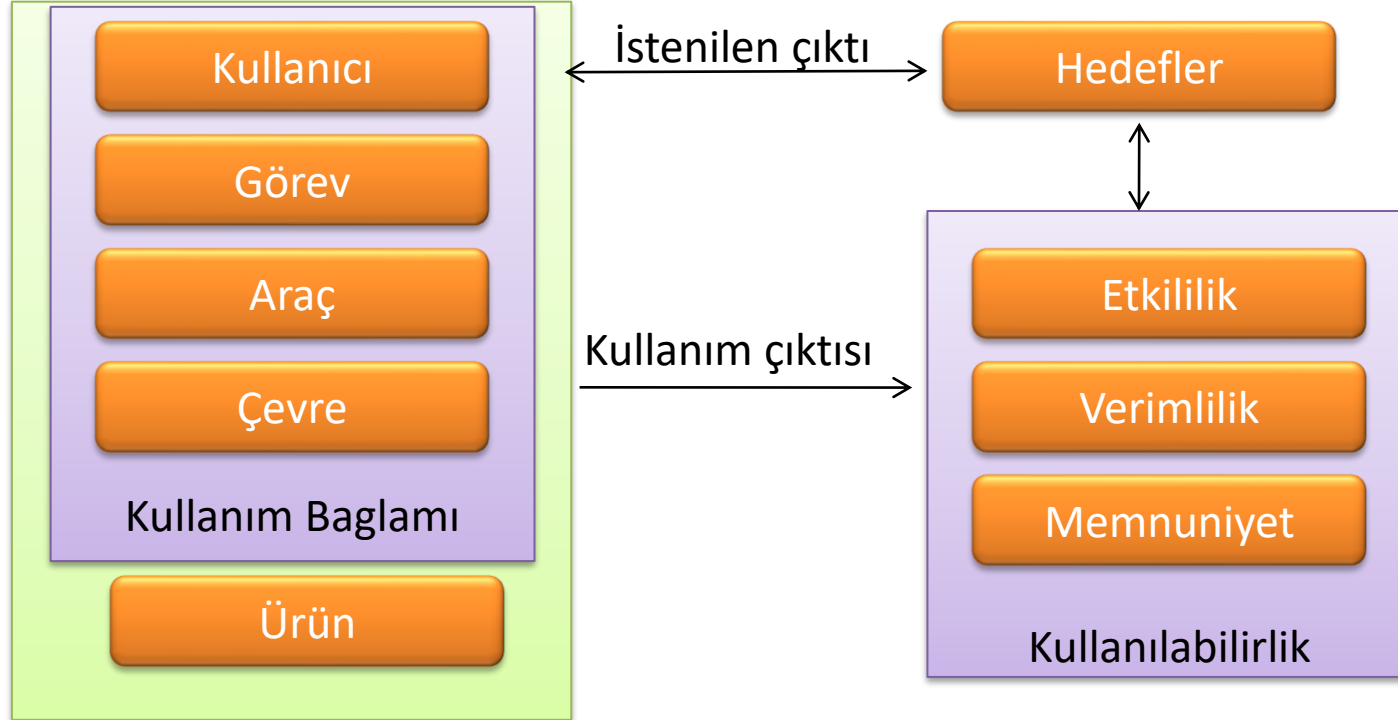 Kullanıcı
Görev
Araç
Çevre
Kullanım Baglamı
Ürün
İstenilen çıktı
Kullanım çıktısı
Hedefler
Etkililik
Verimlilik
Memnuniyet
Kullanılabilirlik